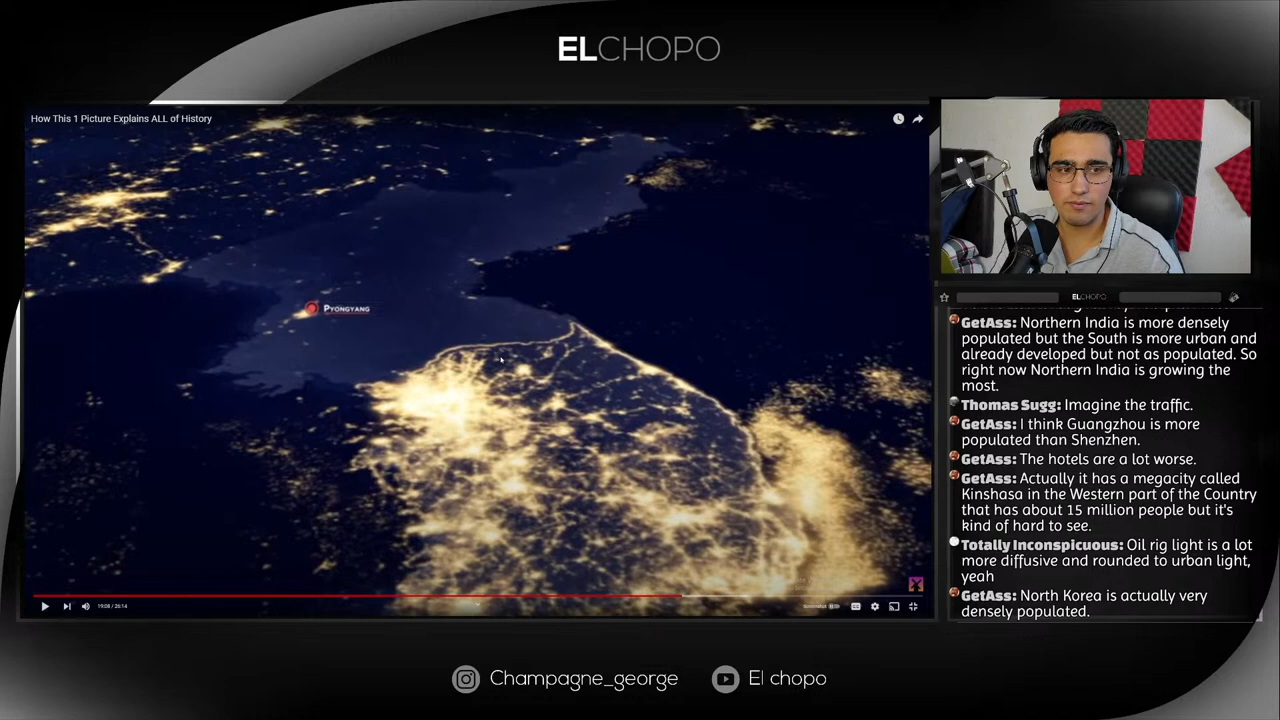 ELCHOPO
How This 1 Picture Explains ALL of History
PYONGYANG
19:08 / 26:14
ELCHOPO
GetAss: Northern India is more densely
populated but the South is more urban and
already developed but not as populated. So
right now Northern India is growing the
most.
Thomas Sugg: Imagine the traffic.
GetAss: I think Guangzhou is more
populated than Shenzhen.
GetAss: The hotels are a lot worse.
GetAss: Actually it has a megacity called
Kinshasa in the Western part of the Country
that has about 15 million people but it's
kind of hard to see.
Totally Inconspicuous: Oil rig light is a lot
more diffusive and rounded to urban light,
yeah
GetAss: North Korea is actually very
densely populated.
Champagne_george
El chopo